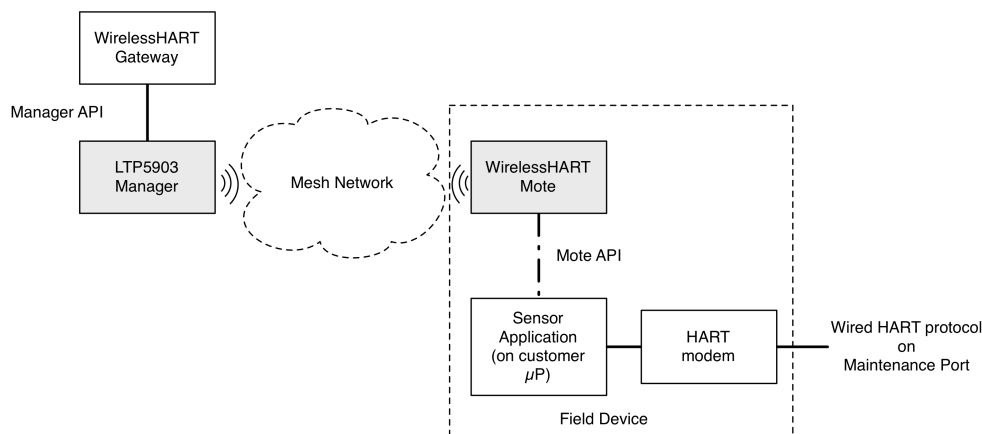 WirelessHART
Gateway
Manager API
LTP5903
Manager
Mesh Network
WirelessHART
Mote
Mote API
Sensor
Application
(on customer
µP)
HART
modem
Wired HART protocol
on
Maintenance Port
Field Device